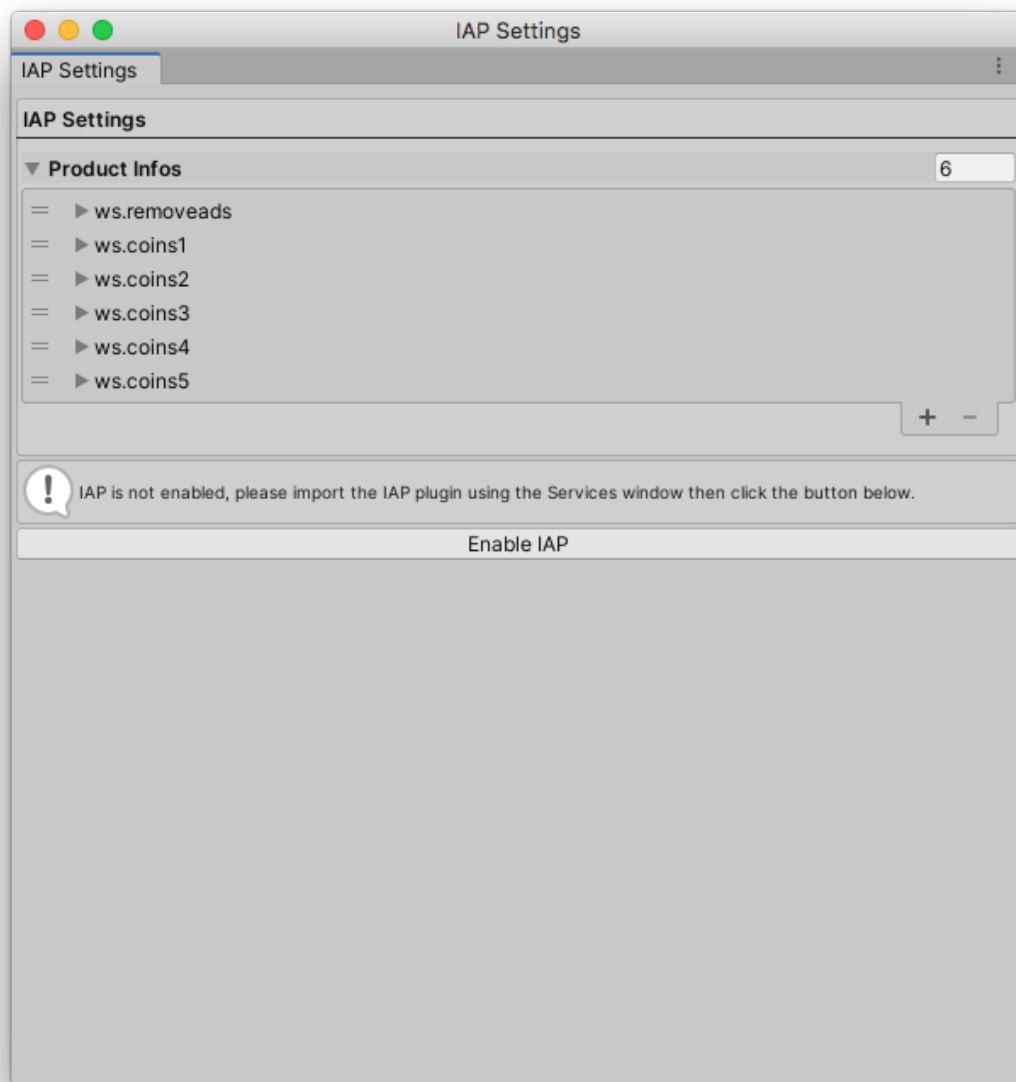 IAP Settings
IAP Settings
IAP Settings
Product Infos 6
ws.removeads
ws.coins1
ws.coins2
ws.coins3
ws.coins4
ws.coins5
IAP is not enabled, please import the IAP plugin using the Services window then click the button below.
Enable IAP